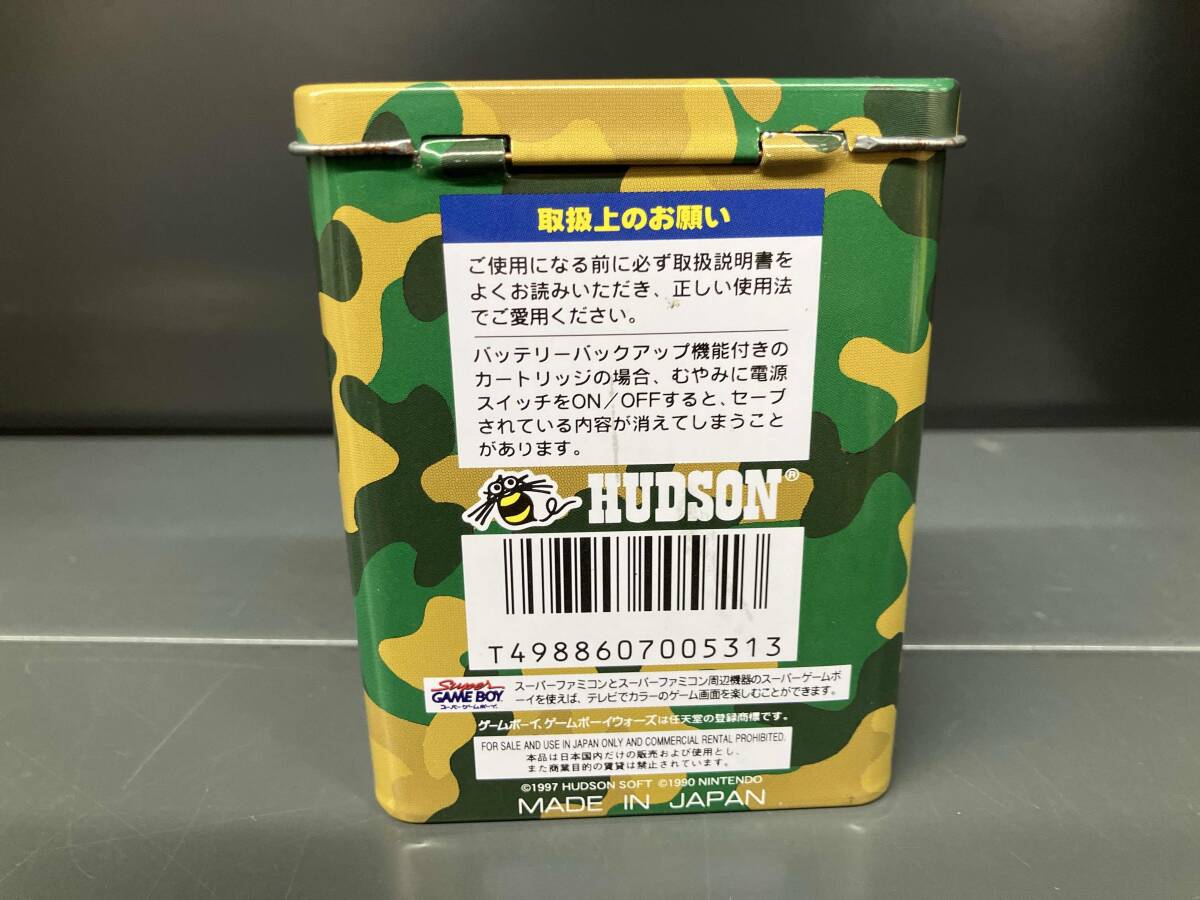 取扱上のお願い
ご使用になる前に必ず取扱説明書を
よくお読みいただき、正しい使用法
でご愛用ください。
バッテリーバックアップ機能付きの
カートリッジの場合、むやみに電源
スイッチをON／OFFすると、セーブ
されている内容が消えてしまうこと
があります。
HUDSON®
T4988607005313
Super
GAME BOY
スーパーゲームボーイ
スーパーファミコンとスーパーファミコン周辺機器のスーパーゲームボ
ーイを使えば、テレビでカラーのゲーム画面を楽しむことができます。
ゲームボーイ、ゲームボーイウォーズは任天堂の登録商標です。
FOR SALE AND USE IN JAPAN ONLY AND COMMERCIAL RENTAL PROHIBITED.
本品は日本国内だけの販売および使用とし、
また商業目的の賃貸は禁止されています。
©1997 HUDSON SOFT ©1990 NINTENDO
MADE IN JAPAN